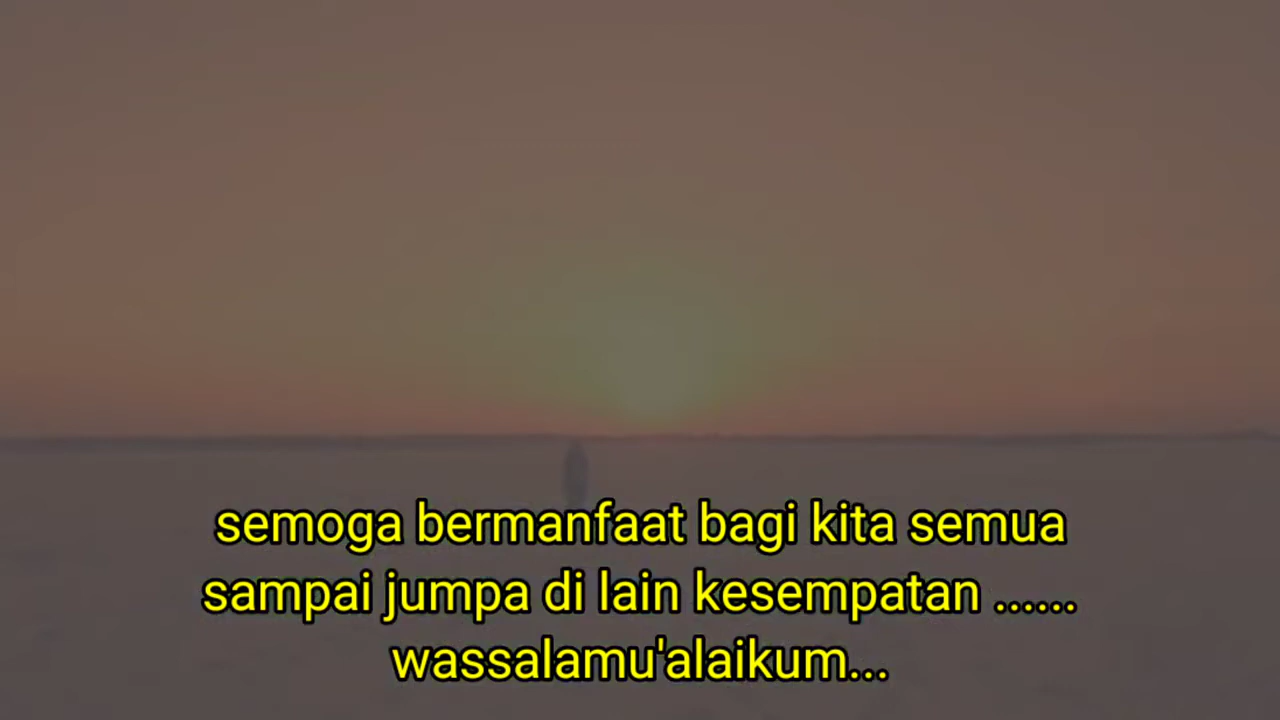 semoga bermanfaat bagi kita semua
sampai jumpa di lain kesempatan ......
wassalamu'alaikum...